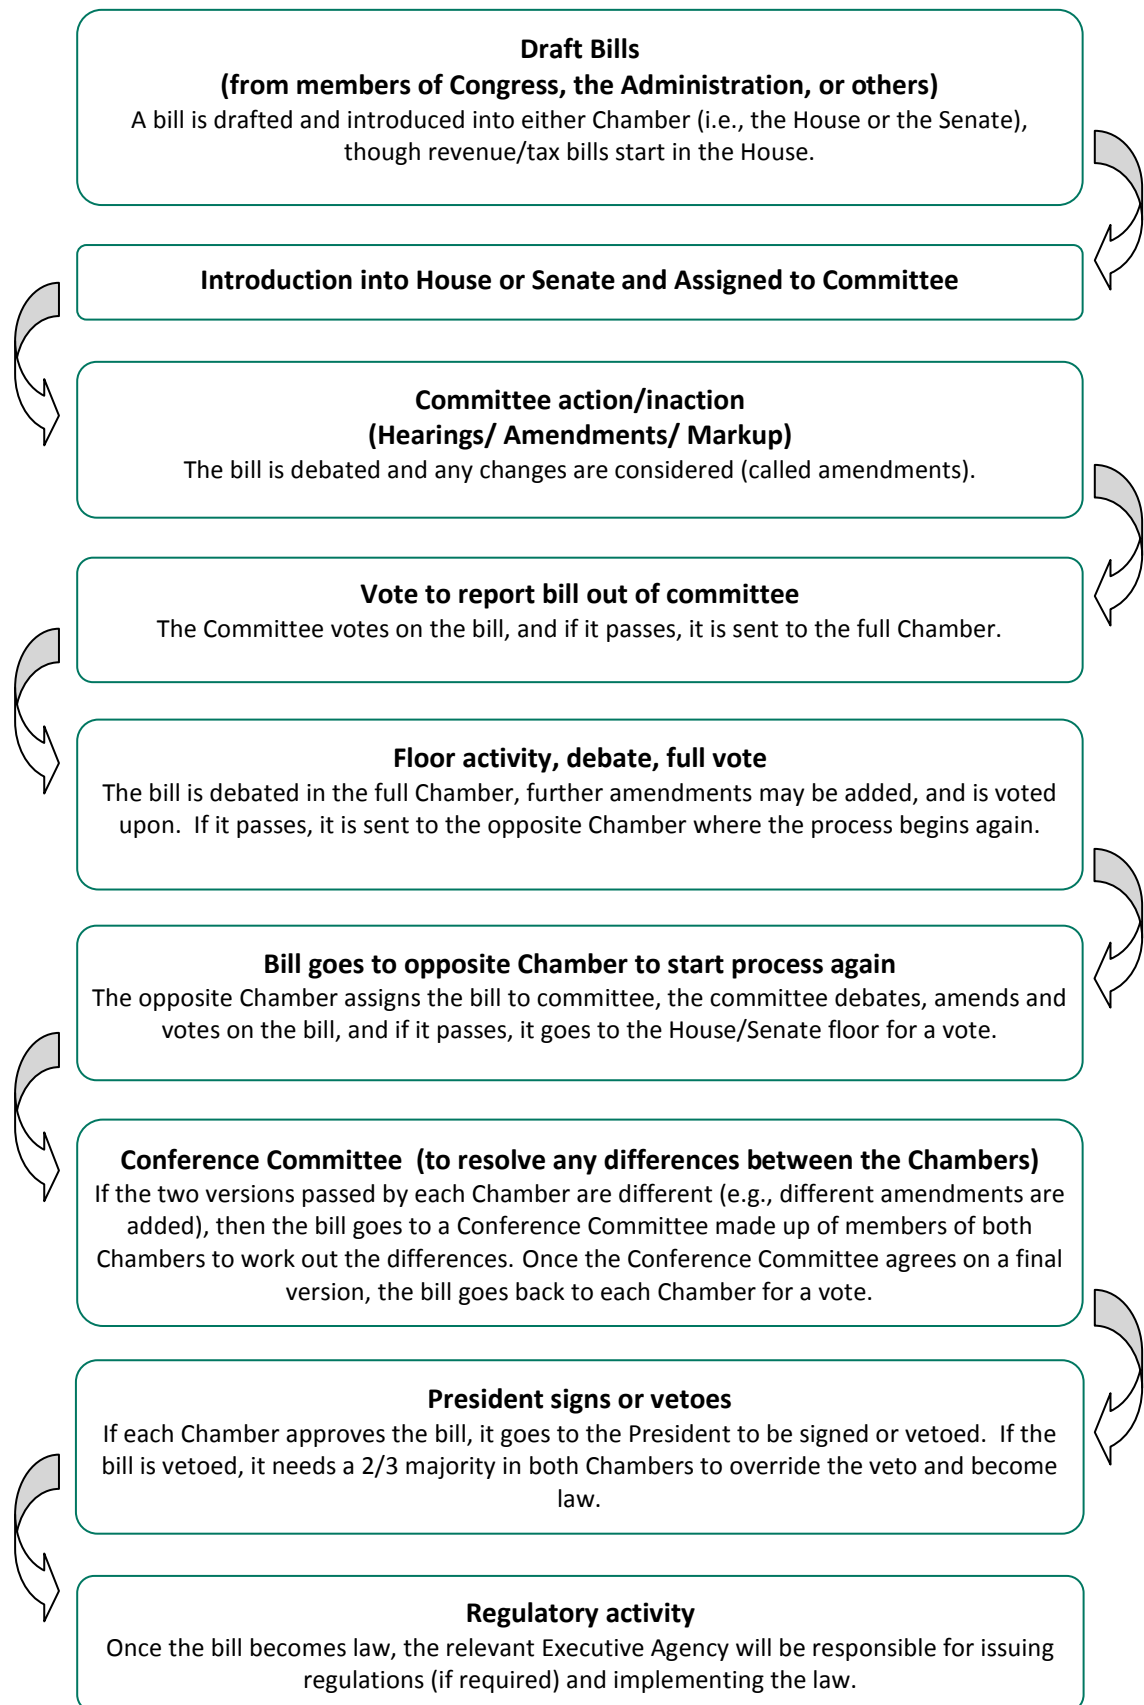 Draft Bills
(from members of Congress, the Administration, or others)
A bill is drafted and introduced into either Chamber (i.e., the House or the Senate),
though revenue/tax bills start in the House.
Introduction into House or Senate and Assigned to Committee
Committee action/inaction
(Hearings/ Amendments/ Markup)
The bill is debated and any changes are considered (called amendments).
Vote to report bill out of committee
The Committee votes on the bill, and if it passes, it is sent to the full Chamber.
Floor activity, debate, full vote
The bill is debated in the full Chamber, further amendments may be added, and is voted
upon.  If it passes, it is sent to the opposite Chamber where the process begins again.
Bill goes to opposite Chamber to start process again
The opposite Chamber assigns the bill to committee, the committee debates, amends and
votes on the bill, and if it passes, it goes to the House/Senate floor for a vote.
Conference Committee  (to resolve any differences between the Chambers)
If the two versions passed by each Chamber are different (e.g., different amendments are
added), then the bill goes to a Conference Committee made up of members of both
Chambers to work out the differences. Once the Conference Committee agrees on a final
version, the bill goes back to each Chamber for a vote.
President signs or vetoes
If each Chamber approves the bill, it goes to the President to be signed or vetoed.  If the
bill is vetoed, it needs a 2/3 majority in both Chambers to override the veto and become
law.
Regulatory activity
Once the bill becomes law, the relevant Executive Agency will be responsible for issuing
regulations (if required) and implementing the law.